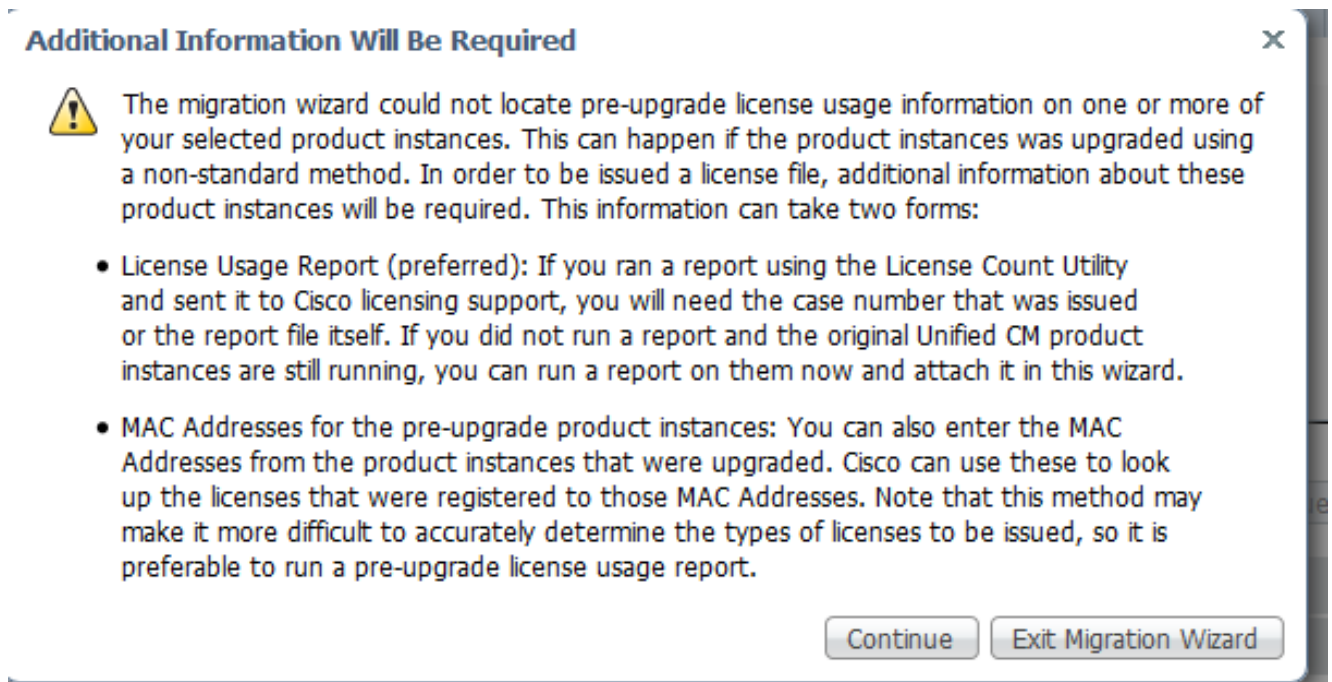 Additional Information Will Be Required
The migration wizard could not locate pre-upgrade license usage information on one or more of
your selected product instances. This can happen if the product instances was upgraded using
a non-standard method. In order to be issued a license file, additional information about these
product instances will be required. This information can take two forms:
• License Usage Report (preferred): If you ran a report using the License Count Utility
and sent it to Cisco licensing support, you will need the case number that was issued
or the report file itself. If you did not run a report and the original Unified CM product
instances are still running, you can run a report on them now and attach it in this wizard.
• MAC Addresses for the pre-upgrade product instances: You can also enter the MAC
Addresses from the product instances that were upgraded. Cisco can use these to look
up the licenses that were registered to those MAC Addresses. Note that this method may
make it more difficult to accurately determine the types of licenses to be issued, so it is
preferable to run a pre-upgrade license usage report.
Continue Exit Migration Wizard